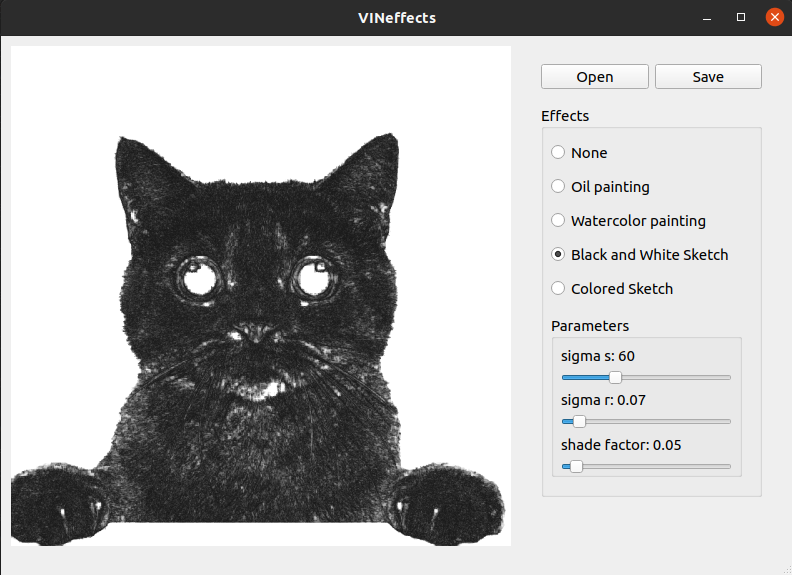 VINeffects
Open
Save
Effects
None
Oil painting
Watercolor painting
Black and White Sketch
Colored Sketch
Parameters
sigma s: 60
sigma r: 0.07
shade factor: 0.05